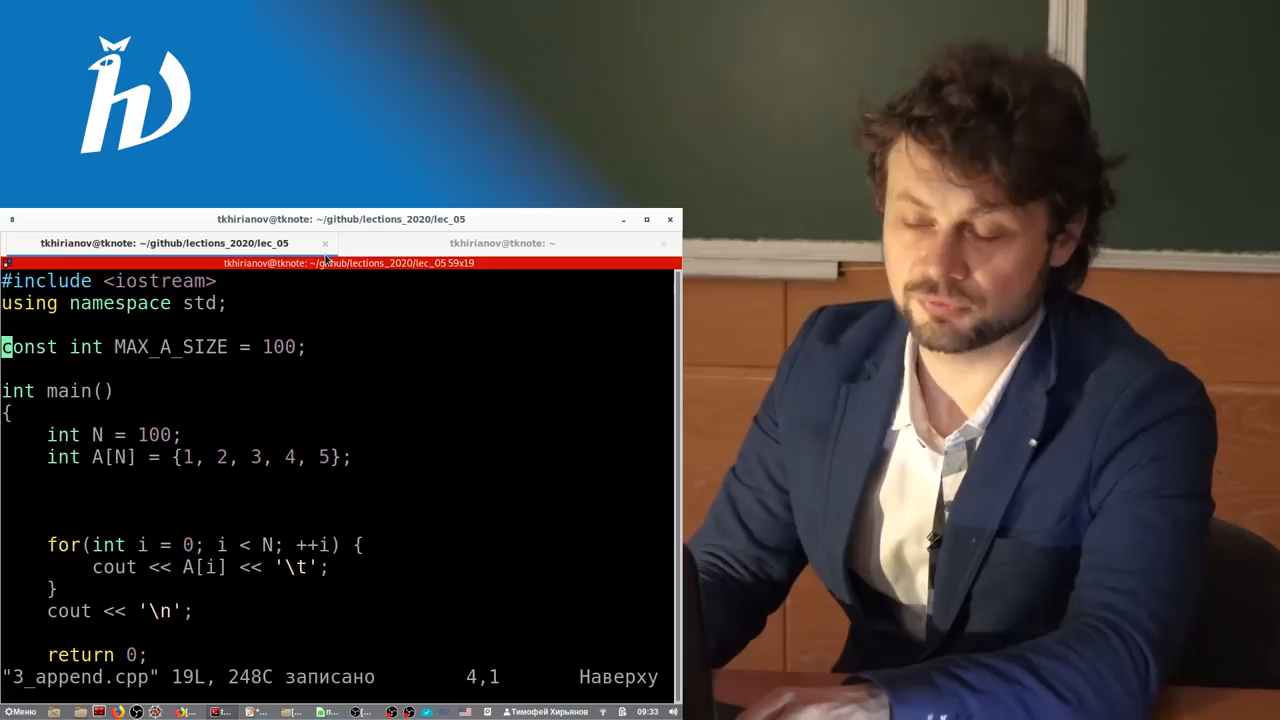 tkhirianov@tknote: ~/github/lections_2020/lec_05
tkhirianov@tknote: ~/github/lections_2020/lec_05
tkhirianov@tknote: ~
tkhirianov@tknote: ~/github/lections_2020/lec_05 59x19
#include <iostream>
using namespace std;
const int MAX_A_SIZE = 100;
int main()
{
int N = 100;
int A[N] = {1, 2, 3, 4, 5};
for(int i = 0; i < N; ++i) {
cout << A[i] << '\t';
}
cout << '\n';
return 0;
"3_append.cpp" 19L, 248C записано 4,1 Наверху
Меню
Тимофей Хирьянов
09:33